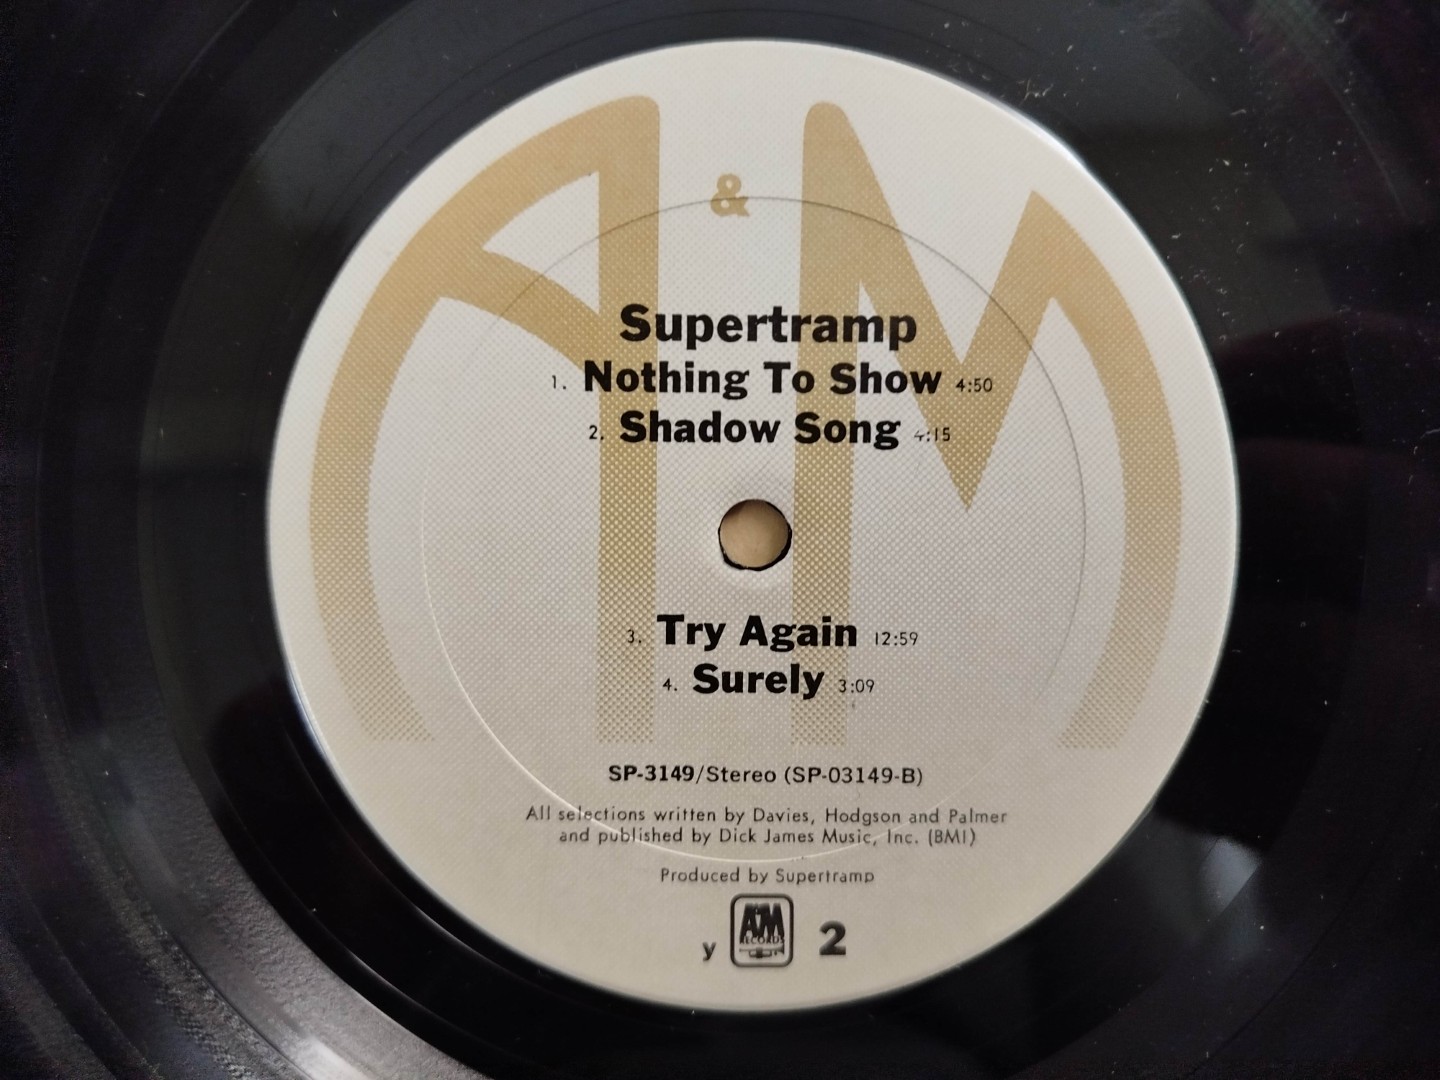 A & M
Supertramp
1. Nothing To Show 4:50
2. Shadow Song 4:15
3. Try Again 12:59
4. Surely 3:09
SP-3149/Stereo (SP-03149-B)
All selections written by Davies, Hodgson and Palmer
and published by Dick James Music, Inc. (BMI)
Produced by Supertramp
y A&M RECORDS 2